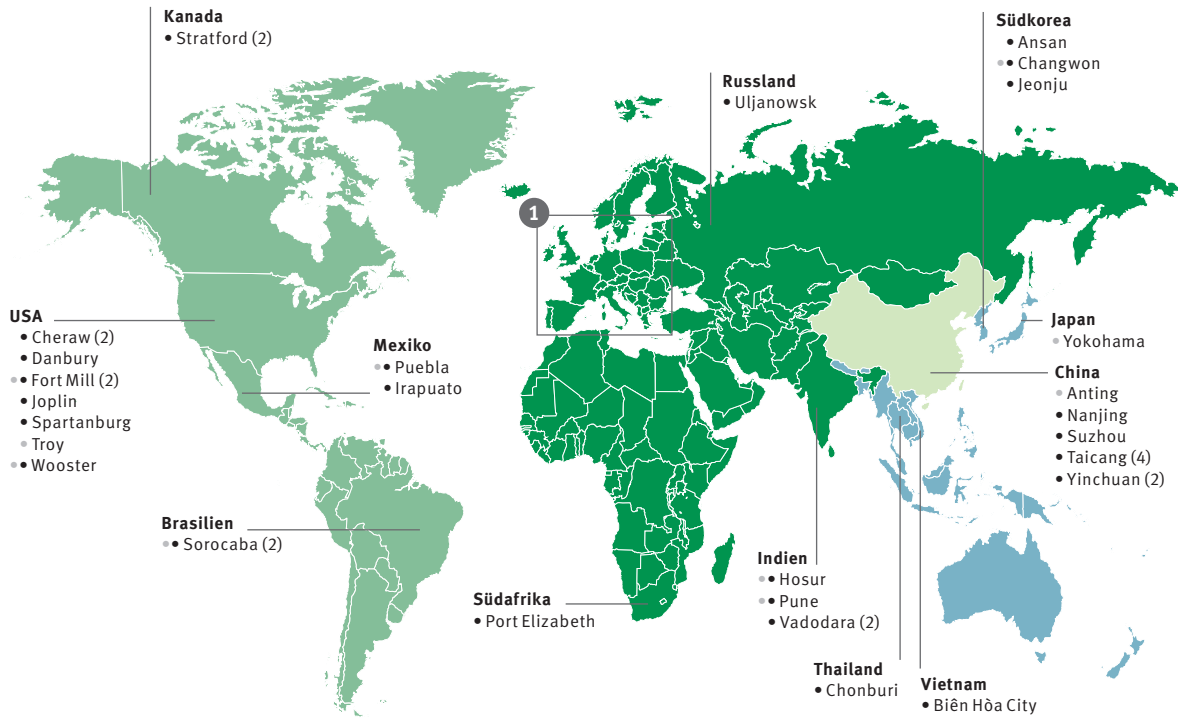 Kanada
• Stratford (2)
Südkorea
• Ansan
•• Changwon
• Jeonju
Russland
• Uljanowsk
1
USA
• Cheraw (2)
• Danbury
•• Fort Mill (2)
• Joplin
• Spartanburg
• Troy
•• Wooster
Mexiko
•• Puebla
• Irapuato
Japan
• Yokohama
China
• Anting
• Nanjing
• Suzhou
• Taicang (4)
• Yinchuan (2)
Brasilien
•• Sorocaba (2)
Südafrika
• Port Elizabeth
Indien
•• Hosur
•• Pune
• Vadodara (2)
Thailand
• Chonburi
Vietnam
• Biên Hòa City